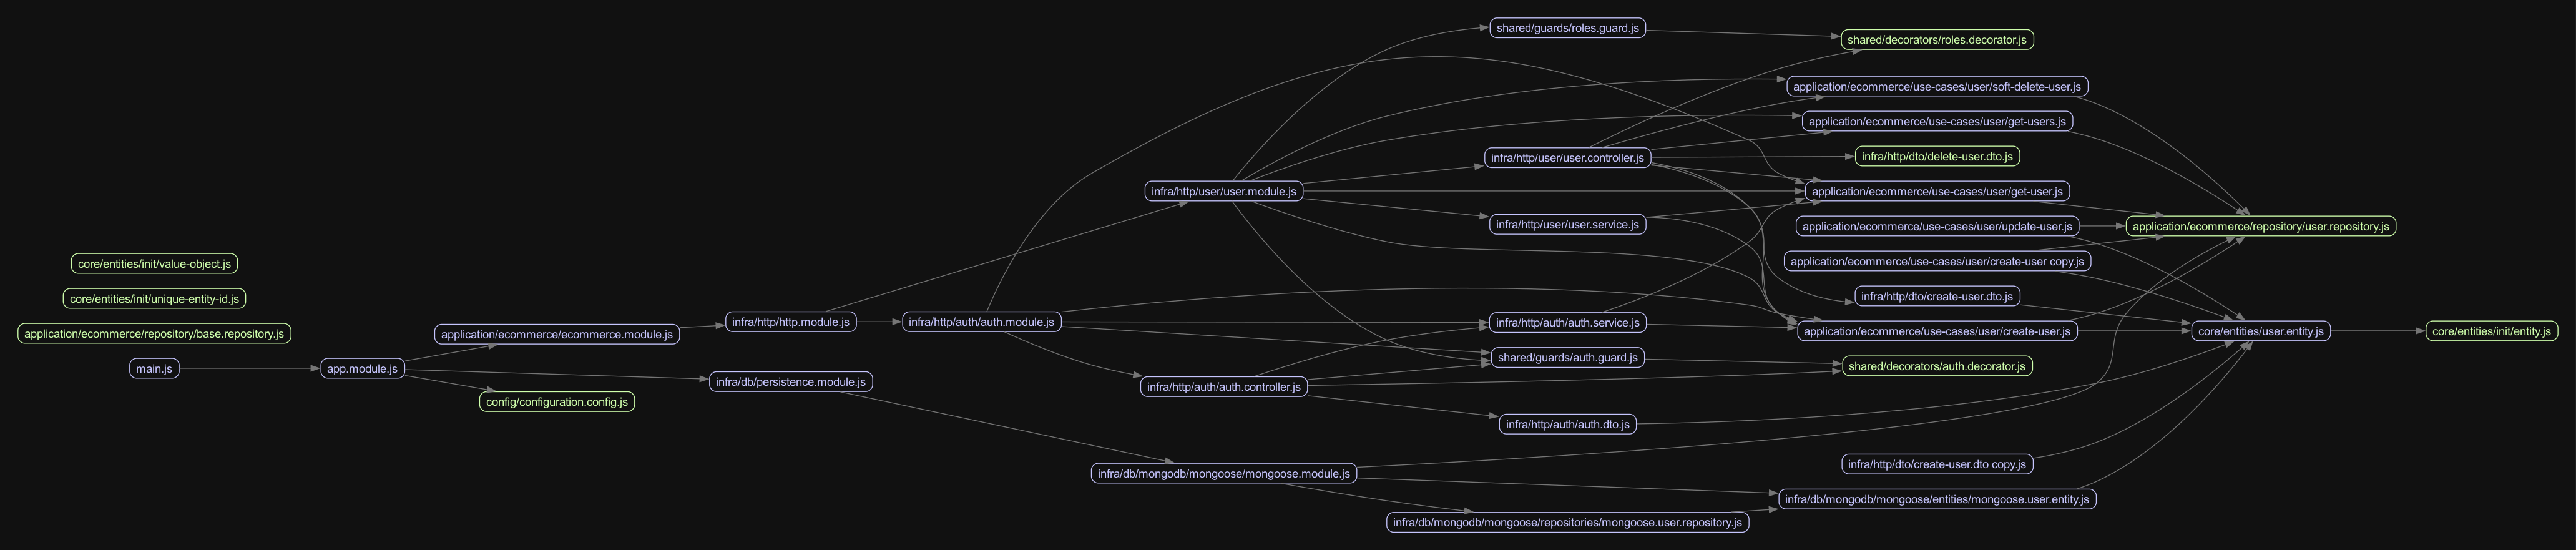 shared/guards/roles.guard.js
shared/decorators/roles.decorator.js
application/ecommerce/use-cases/user/soft-delete-user.js
application/ecommerce/use-cases/user/get-users.js
infra/http/user/user.controller.js
infra/http/dto/delete-user.dto.js
infra/http/user/user.module.js
application/ecommerce/use-cases/user/get-user.js
infra/http/user/user.service.js
application/ecommerce/use-cases/user/update-user.js
application/ecommerce/repository/user.repository.js
core/entities/init/value-object.js
application/ecommerce/use-cases/user/create-user copy.js
core/entities/init/unique-entity-id.js
infra/http/dto/create-user.dto.js
application/ecommerce/repository/base.repository.js
application/ecommerce/ecommerce.module.js
infra/http/http.module.js
infra/http/auth/auth.module.js
infra/http/auth/auth.service.js
application/ecommerce/use-cases/user/create-user.js
core/entities/user.entity.js
core/entities/init/entity.js
main.js
app.module.js
shared/guards/auth.guard.js
shared/decorators/auth.decorator.js
infra/db/persistence.module.js
infra/http/auth/auth.controller.js
config/configuration.config.js
infra/http/auth/auth.dto.js
infra/http/dto/create-user.dto copy.js
infra/db/mongodb/mongoose/mongoose.module.js
infra/db/mongodb/mongoose/entities/mongoose.user.entity.js
infra/db/mongodb/mongoose/repositories/mongoose.user.repository.js